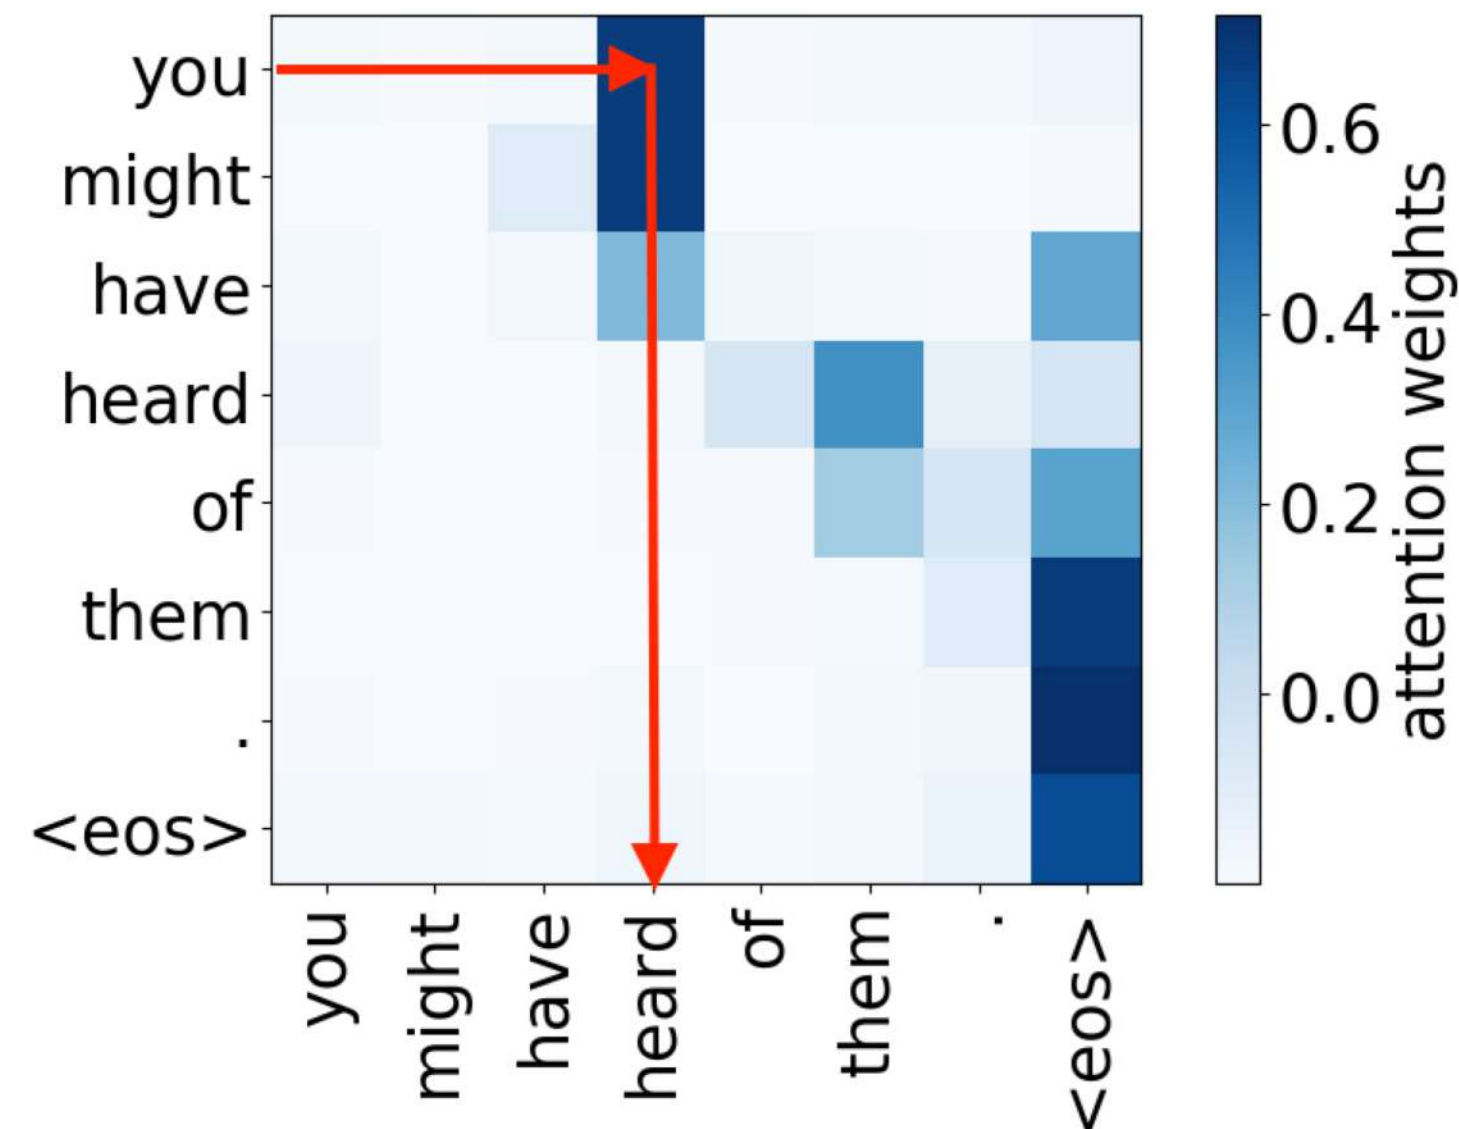 you
might
have
heard
of
them
.
<eos>
you
might
have
heard
of
them
.
<eos>
0.6
0.4
0.2
0.0
attention weights